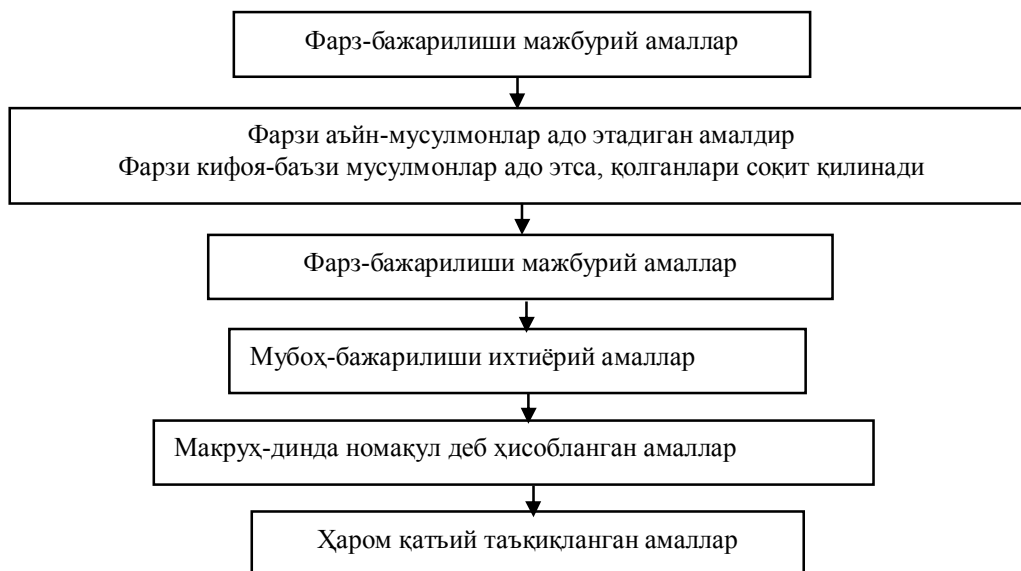 Фарз-бажарилиши мажбурий амаллар
Фарзи аъйн-мусулмонлар адо этадиган амалдир
Фарзи кифоя-баъзи мусулмонлар адо этса, қолганлари соқит қилинади
Фарз-бажарилиши мажбурий амаллар
Мубоҳ-бажарилиши ихтиёрий амаллар
Макруҳ-динда номақул деб ҳисобланган амаллар
Ҳаром қатъий таъқиқланган амаллар